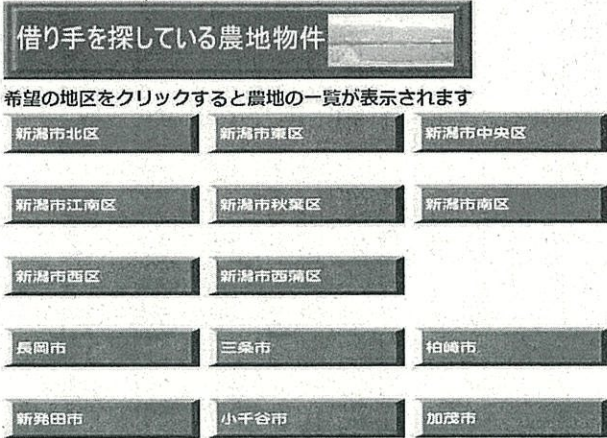 借り手を探している農地物件
希望の地区をクリックすると農地の一覧が表示されます
新潟市北区 新潟市東区 新潟市中央区
新潟市江南区 新潟市秋葉区 新潟市南区
新潟市西区 新潟市西蒲区
長岡市 三条市 柏崎市
新発田市 小千谷市 加茂市